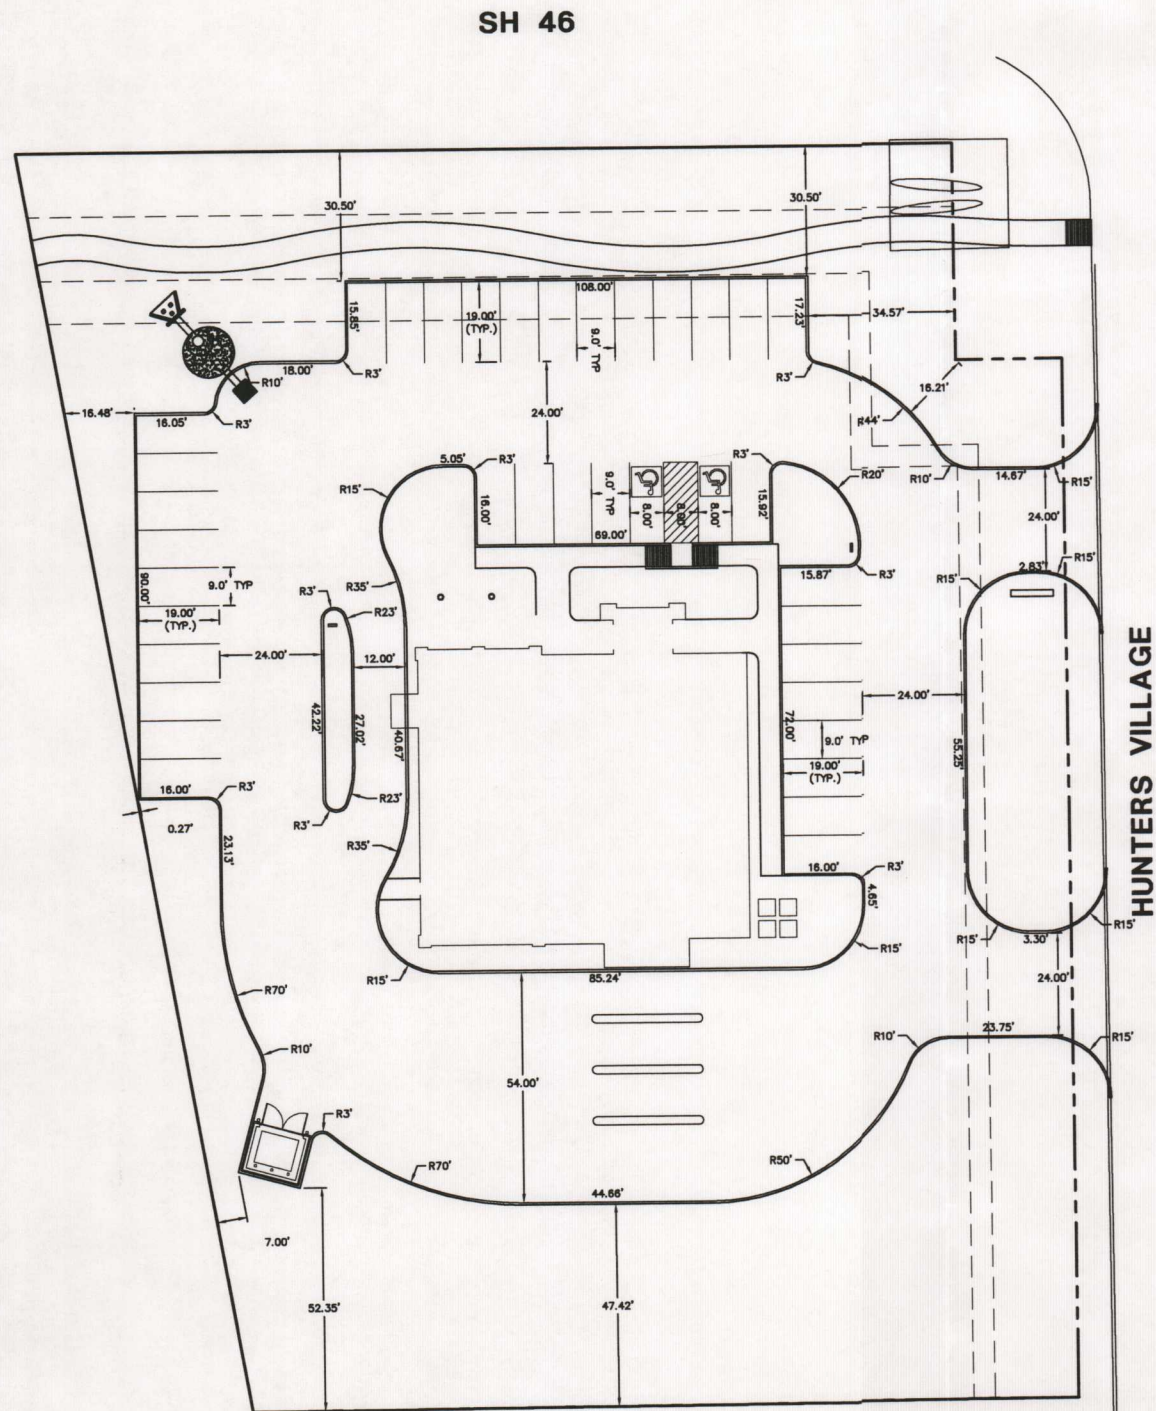 SH 46
30.50'
30.50'
108.00'
15.85'
19.00'
(TYP.)
9.0' TYP
17.23'
34.57'
18.00'
R3'
R10'
R3'
16.21'
16.48'
16.05'
R3'
24.00'
R44'
5.05'
R3'
R3'
R20'
R10'
14.67'
R15'
R15'
16.00'
9.0' TYP
8.00'
8.00'
8.00'
69.00'
15.92'
24.00'
15.87'
R3'
2.83'
R15'
R15'
90.00'
9.0' TYP
19.00'
(TYP.)
R35'
R3'
R23'
24.00'
12.00'
42.22'
27.02'
40.67'
24.00'
72.00'
9.0' TYP
19.00'
(TYP.)
55.25'
HUNTERS VILLAGE
16.00'
R3'
R23'
R3'
0.27'
23.13'
R35'
16.00'
R3'
4.65'
R15'
R15'
R15'
3.30'
R15'
85.24'
24.00'
R70'
R10'
R10'
23.75'
R15'
54.00'
R3'
R70'
R50'
44.66'
7.00'
52.35'
47.42'